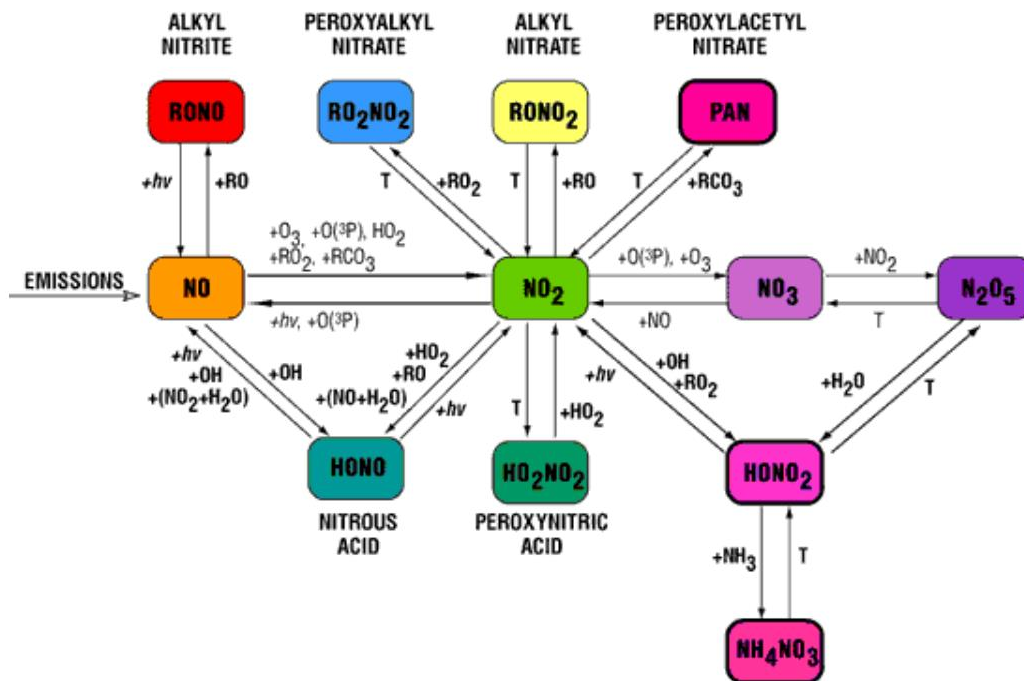 ALKYL
NITRITE
PEROXYALKYL
NITRATE
ALKYL
NITRATE
PEROXYLACETYL
NITRATE
RONO
RO₂NO₂
RONO₂
PAN
+hν
+RO
T
+RO₂
T
+RO
T
+RCO₃
+O₃, +O(³P), HO₂
+RO₂, +RCO₃
+O(³P), +O₃
+NO₂
EMISSIONS
NO
NO₂
NO₃
N₂O₅
+hν, +O(³P)
+NO
T
+hν
+OH
+(NO₂+H₂O)
+OH
+HO₂
+RO
+(NO+H₂O)
+hν
T
+HO₂
+hν
+OH
+RO₂
+H₂O
T
HONO
HO₂NO₂
HONO₂
NITROUS
ACID
PEROXYNITRIC
ACID
+NH₃
T
NH₄NO₃